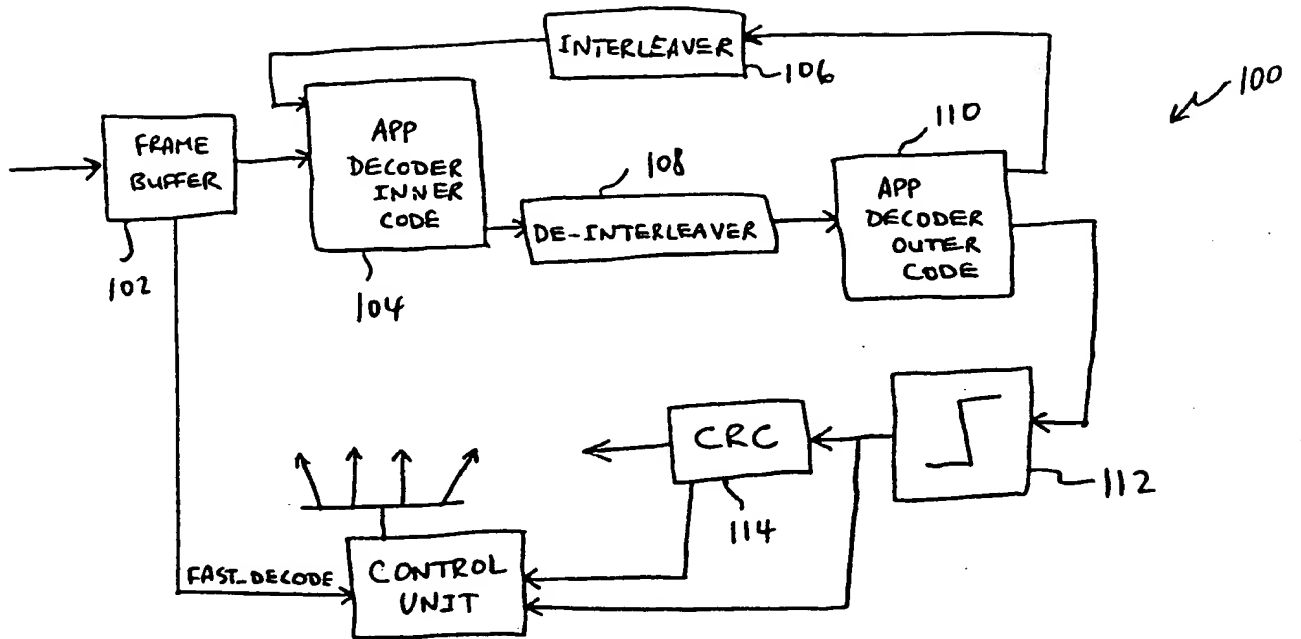 INTERLEAVER
106
100
FRAME
BUFFER
102
APP
DECODER
INNER
CODE
104
108
DE-INTERLEAVER
110
APP
DECODER
OUTER
CODE
CRC
114
112
FAST_DECODE
CONTROL
UNIT